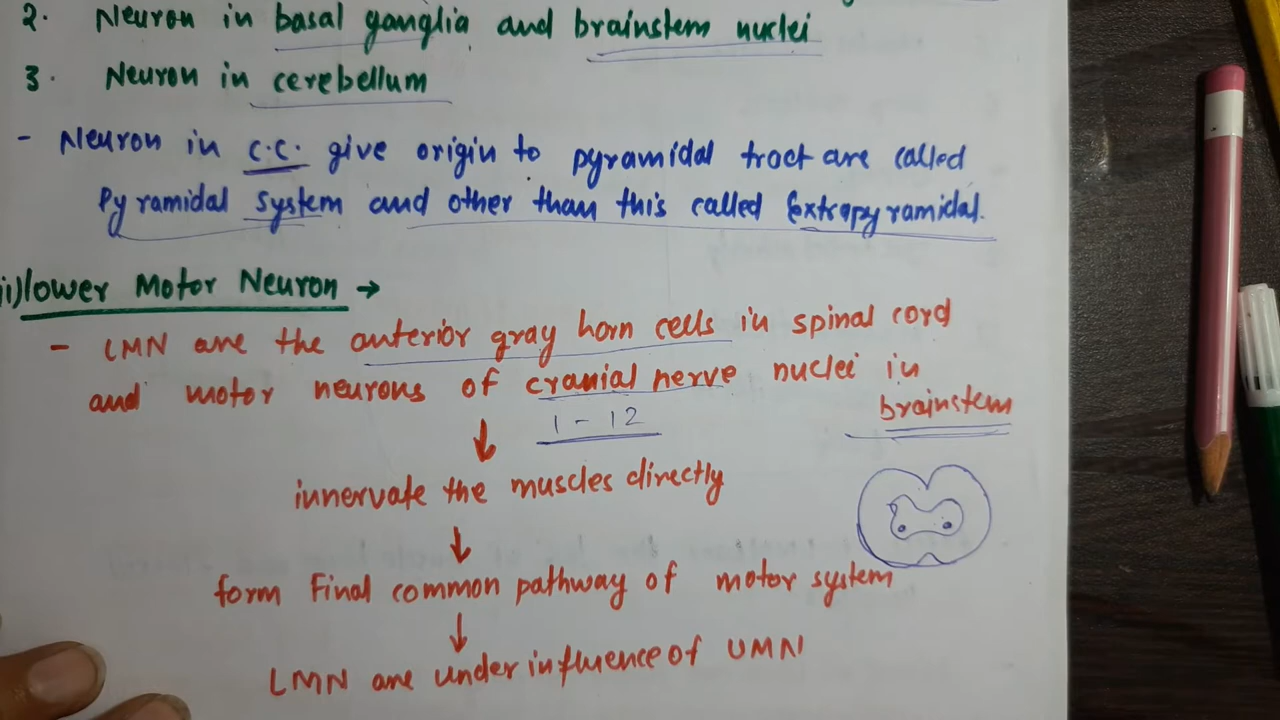 2. Neuron in basal ganglia and brainstem nuclei
3. Neuron in cerebellum
- Neuron in C.C. give origin to pyramidal tract are called
Pyramidal system and other than this called Extrapyramidal.
ii) lower Motor Neuron →
- LMN are the anterior gray horn cells in spinal cord
and motor neurons of cranial nerve nuclei in
brainstem
1 - 12
↓
innervate the muscles directly
↓
form Final common pathway of motor system
↓
LMN are under influence of UMN